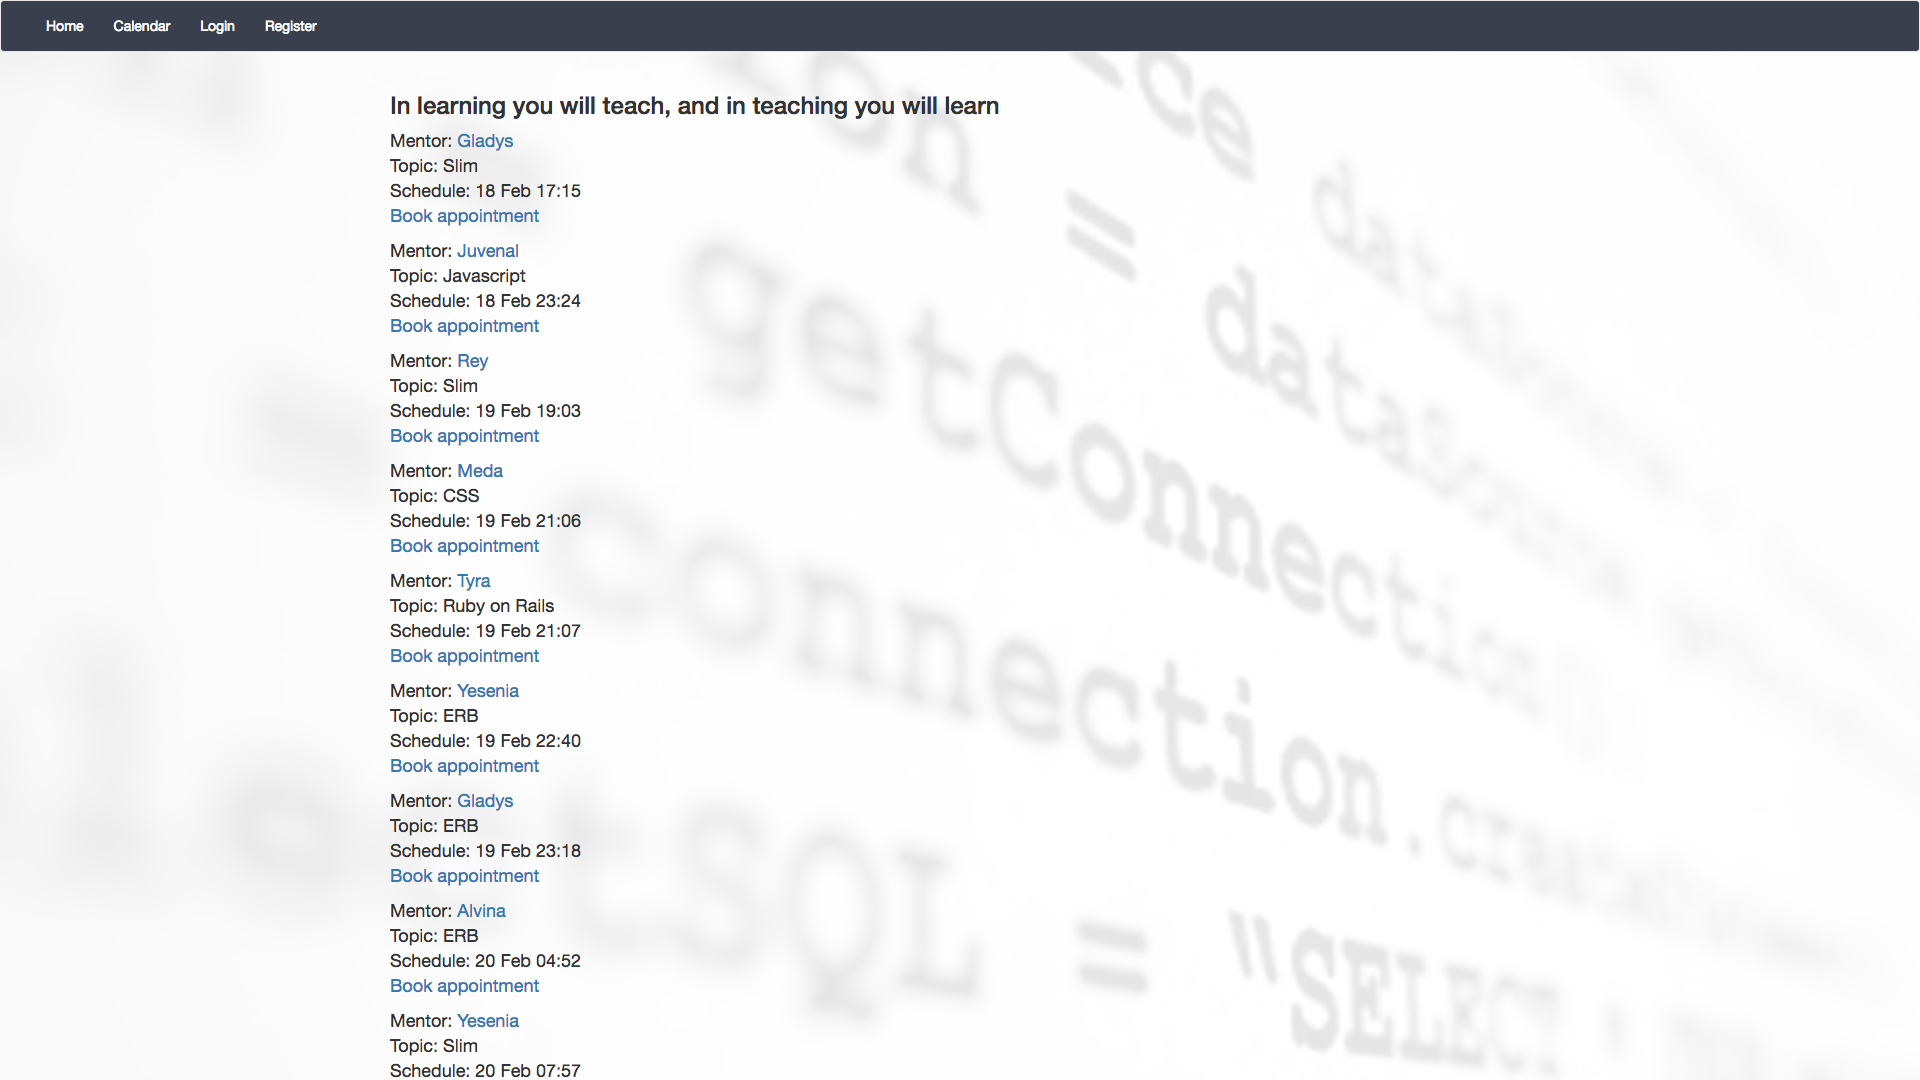 Home Calendar Login Register
In learning you will teach, and in teaching you will learn
Mentor: Gladys
Topic: Slim
Schedule: 18 Feb 17:15
Book appointment
Mentor: Juvenal
Topic: Javascript
Schedule: 18 Feb 23:24
Book appointment
Mentor: Rey
Topic: Slim
Schedule: 19 Feb 19:03
Book appointment
Mentor: Meda
Topic: CSS
Schedule: 19 Feb 21:06
Book appointment
Mentor: Tyra
Topic: Ruby on Rails
Schedule: 19 Feb 21:07
Book appointment
Mentor: Yesenia
Topic: ERB
Schedule: 19 Feb 22:40
Book appointment
Mentor: Gladys
Topic: ERB
Schedule: 19 Feb 23:18
Book appointment
Mentor: Alvina
Topic: ERB
Schedule: 20 Feb 04:52
Book appointment
Mentor: Yesenia
Topic: Slim
Schedule: 20 Feb 07:57
= 
getConnection
= connection.
tSQL = "SELECT